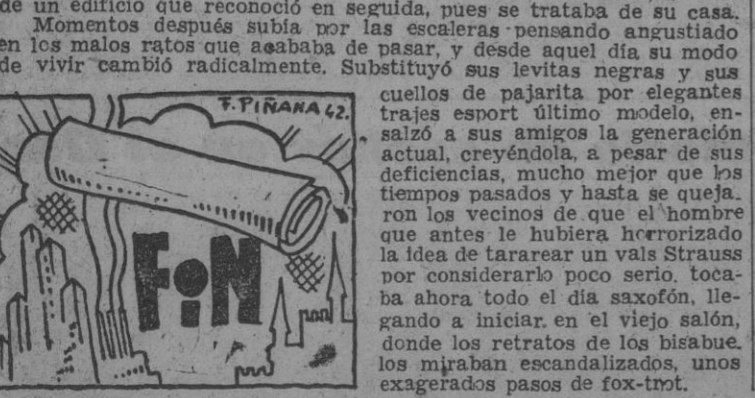 de un edificio que reconoció en seguida, pues se trataba de su casa.
Momentos después subía por las escaleras pensando angustiado
en los malos ratos que acababa de pasar, y desde aquel día su modo
de vivir cambió radicalmente. Substituyó sus levitas negras y sus
cuellos de pajarita por elegantes
trajes esport último modelo, en-
salzó a sus amigos la generación
actual, creyéndola, a pesar de sus
deficiencias, mucho mejor que los
tiempos pasados y hasta se queja.
ron los vecinos de que el hombre
que antes le hubiera horrorizado
la idea de tararear un vals Strauss
por considerarlo poco serio, toca-
ba ahora todo el día saxofón, lle-
gando a iniciar. en el viejo salón,
donde los retratos de los bisabue.
los miraban escandalizados, unos
exagerados pasos de fox-trot.
F. PIÑANA 42.
FIN